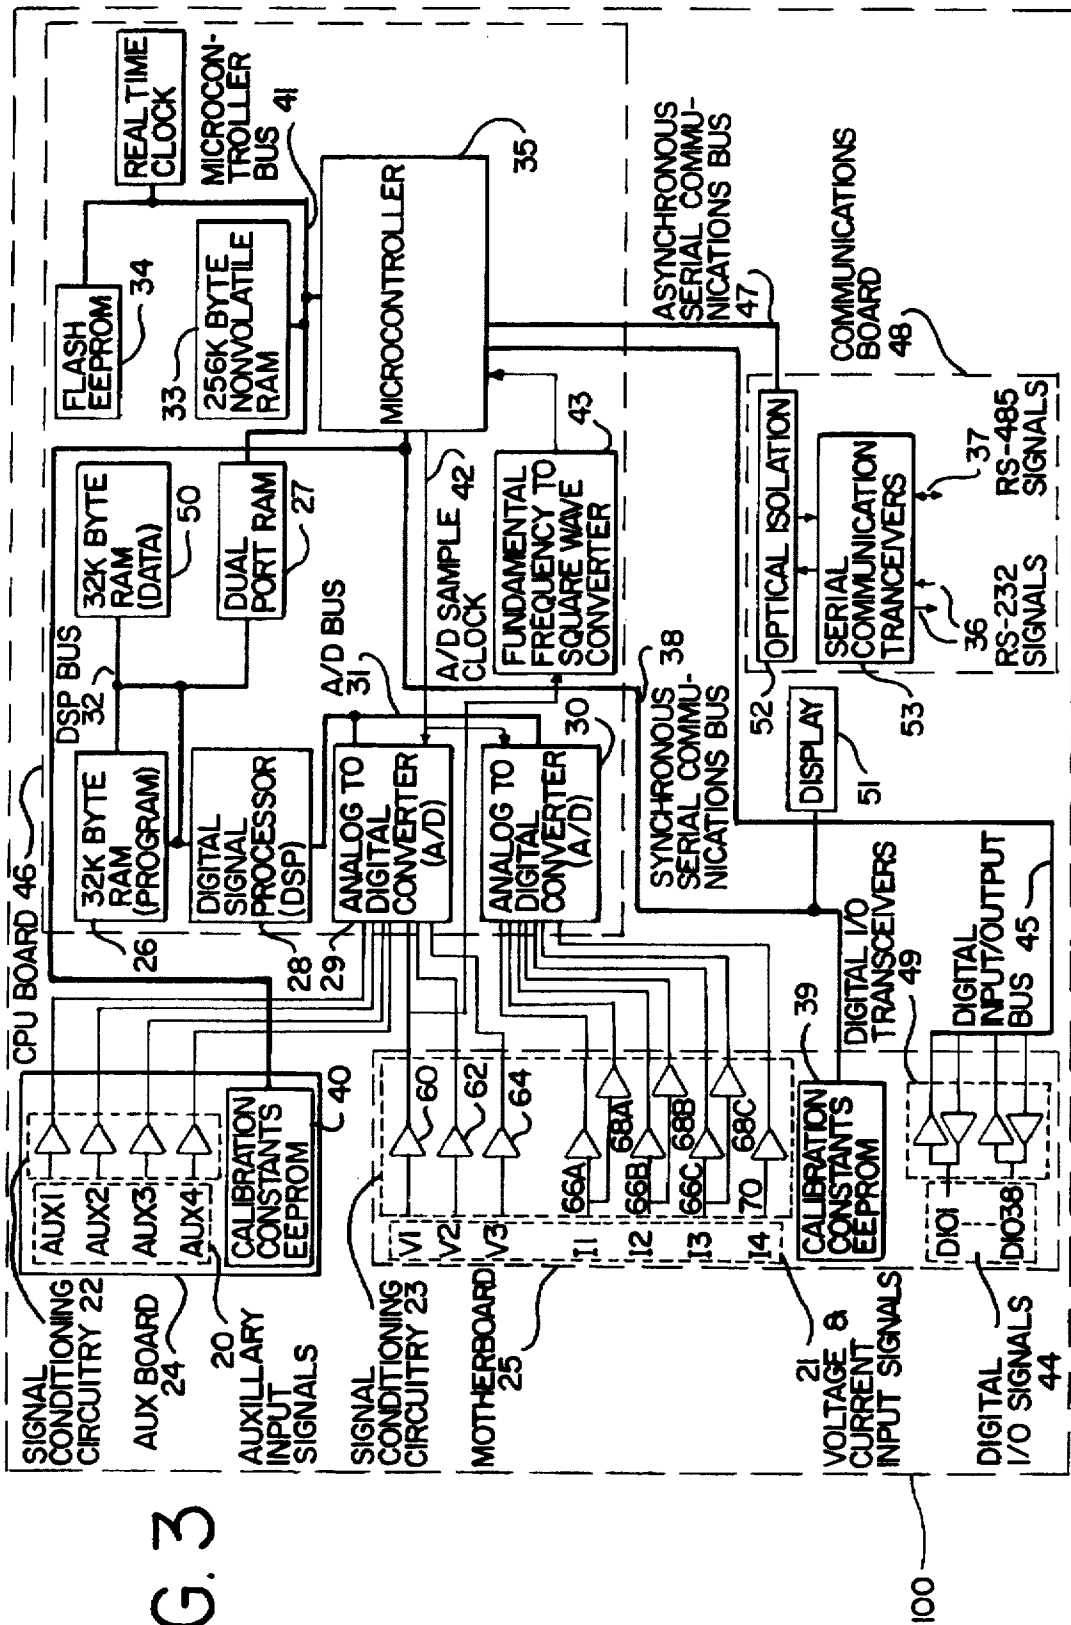 G. 3
SIGNAL
CONDITIONING
CIRCUITRY 22
AUX BOARD
24
20
AUXILLARY
INPUT
SIGNALS
SIGNAL
CONDITIONING
CIRCUITRY 23
MOTHERBOARD
25
21
VOLTAGE &
CURRENT
INPUT SIGNALS
DIGITAL
I/O SIGNALS
44
100
AUX1
AUX2
AUX3
AUX4
CALIBRATION
CONSTANTS
EEPROM
40
V1
V2
V3
I1
I2
I3
I4
60
62
64
66A
68A
66B
68B
66C
68C
70
CALIBRATION
CONSTANTS
EEPROM
39
DIO1
DIO38
DIGITAL I/O
TRANSCEIVERS
49
DIGITAL
INPUT/OUTPUT
BUS 45
CPU BOARD 46
32K BYTE
RAM
(PROGRAM)
26
DIGITAL
SIGNAL
PROCESSOR
(DSP)
28
29
ANALOG TO
DIGITAL
CONVERTER
(A/D)
ANALOG TO
DIGITAL
CONVERTER
(A/D)
30
DSP BUS
32
32K BYTE
RAM
(DATA)
50
DUAL
PORT RAM
27
A/D BUS
31
A/D SAMPLE
CLOCK
42
FUNDAMENTAL
FREQUENCY TO
SQUARE WAVE
CONVERTER
43
SYNCHRONOUS
SERIAL COMMU-
NICATIONS BUS
38
DISPLAY
51
FLASH
EEPROM
34
33
256K BYTE
NONVOLATILE
RAM
REAL TIME
CLOCK
MICROCON-
TROLLER
BUS
41
MICROCONTROLLER
35
ASYNCHRONOUS
SERIAL COMMU-
NICATIONS BUS
47
COMMUNICATIONS
BOARD
48
52
OPTICAL ISOLATION
SERIAL
COMMUNICATION
TRANCEIVERS
53
36
RS-232
SIGNALS
37
RS-485
SIGNALS